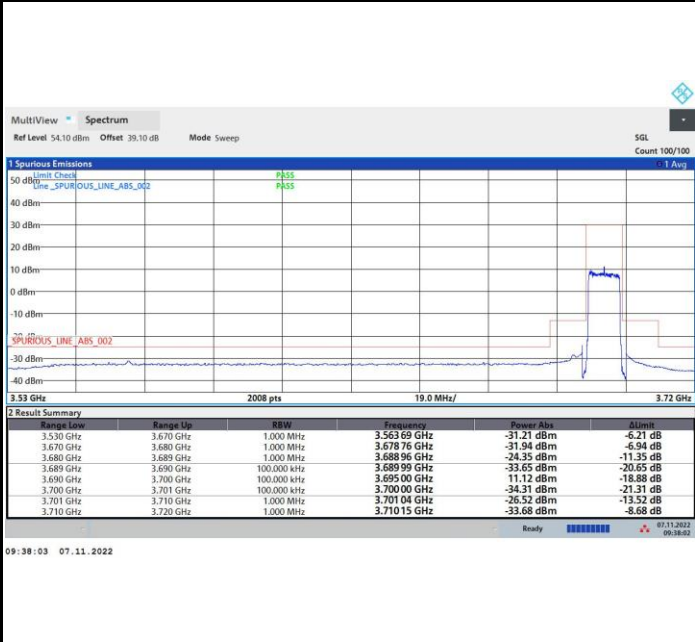 MultiView Spectrum
Ref Level 54.10 dBm Offset 39.10 dB Mode Sweep SGL
Count 100/100
1 Spurious Emissions 1 Avg
50 dBm Limit Check PASS
Line _SPURIOUS_LINE_ABS_002 PASS
40 dBm
30 dBm
20 dBm
10 dBm
0 dBm
-10 dBm
-20 dBm
SPURIOUS_LINE_ABS_002
-30 dBm
-40 dBm
3.53 GHz 2008 pts 19.0 MHz/ 3.72 GHz
2 Result Summary
Range Low Range Up RBW Frequency Power Abs ΔLimit
3.530 GHz 3.670 GHz 1.000 MHz 3.563 69 GHz -31.21 dBm -6.21 dB
3.670 GHz 3.680 GHz 1.000 MHz 3.678 76 GHz -31.94 dBm -6.94 dB
3.680 GHz 3.689 GHz 1.000 MHz 3.688 96 GHz -24.35 dBm -11.35 dB
3.689 GHz 3.690 GHz 100.000 kHz 3.689 99 GHz -33.65 dBm -20.65 dB
3.690 GHz 3.700 GHz 100.000 kHz 3.695 00 GHz 11.12 dBm -18.88 dB
3.700 GHz 3.701 GHz 100.000 kHz 3.700 00 GHz -34.31 dBm -21.31 dB
3.701 GHz 3.710 GHz 1.000 MHz 3.701 04 GHz -26.52 dBm -13.52 dB
3.710 GHz 3.720 GHz 1.000 MHz 3.710 15 GHz -33.68 dBm -8.68 dB
Ready 07.11.2022
09:38:02
09:38:03 07.11.2022